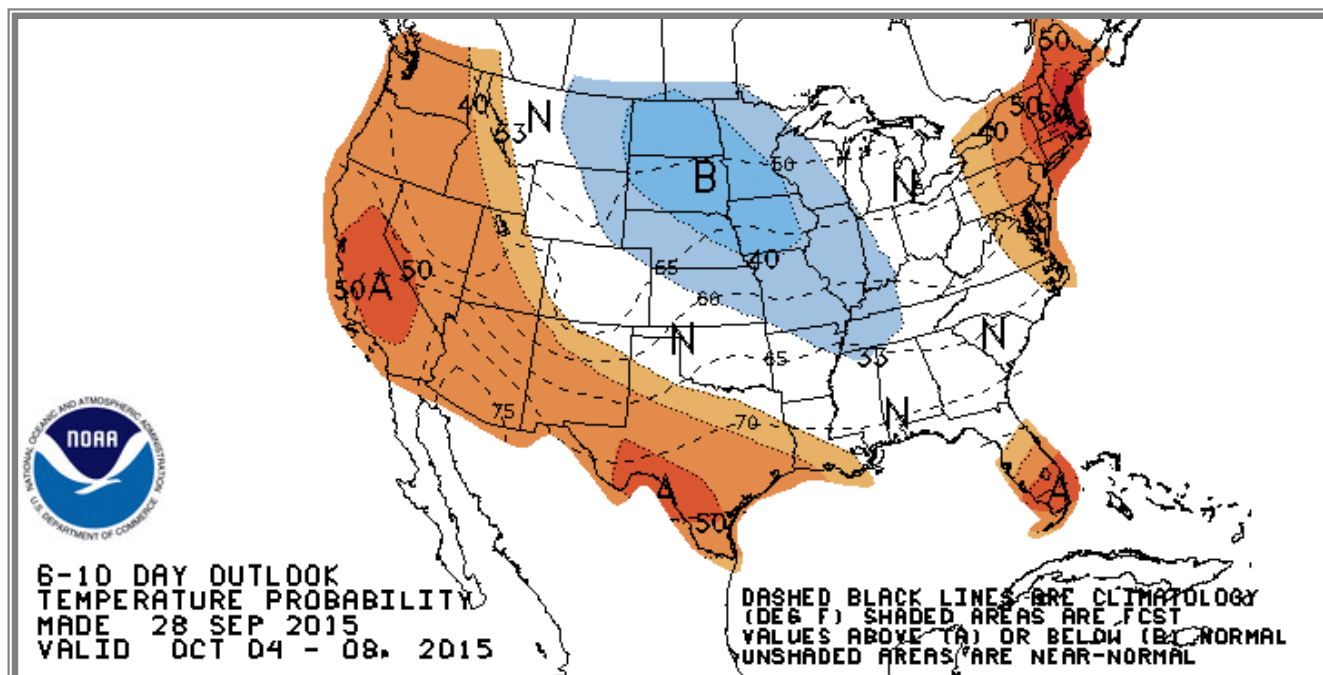 60
50
60
40
40
33
N
N
B
50
A
50
50
55
40
60
N
N
65
33
75
70
N
A
50
A
NATIONAL OCEANIC AND ATMOSPHERIC ADMINISTRATION
NOAA
U.S. DEPARTMENT OF COMMERCE
6-10 DAY OUTLOOK
TEMPERATURE PROBABILITY
MADE 28 SEP 2015
VALID OCT 04 - 08, 2015
DASHED BLACK LINES ARE CLIMATOLOGY
(DEG F) SHADED AREAS ARE FCST
VALUES ABOVE (A) OR BELOW (B) NORMAL
UNSHADED AREAS ARE NEAR-NORMAL